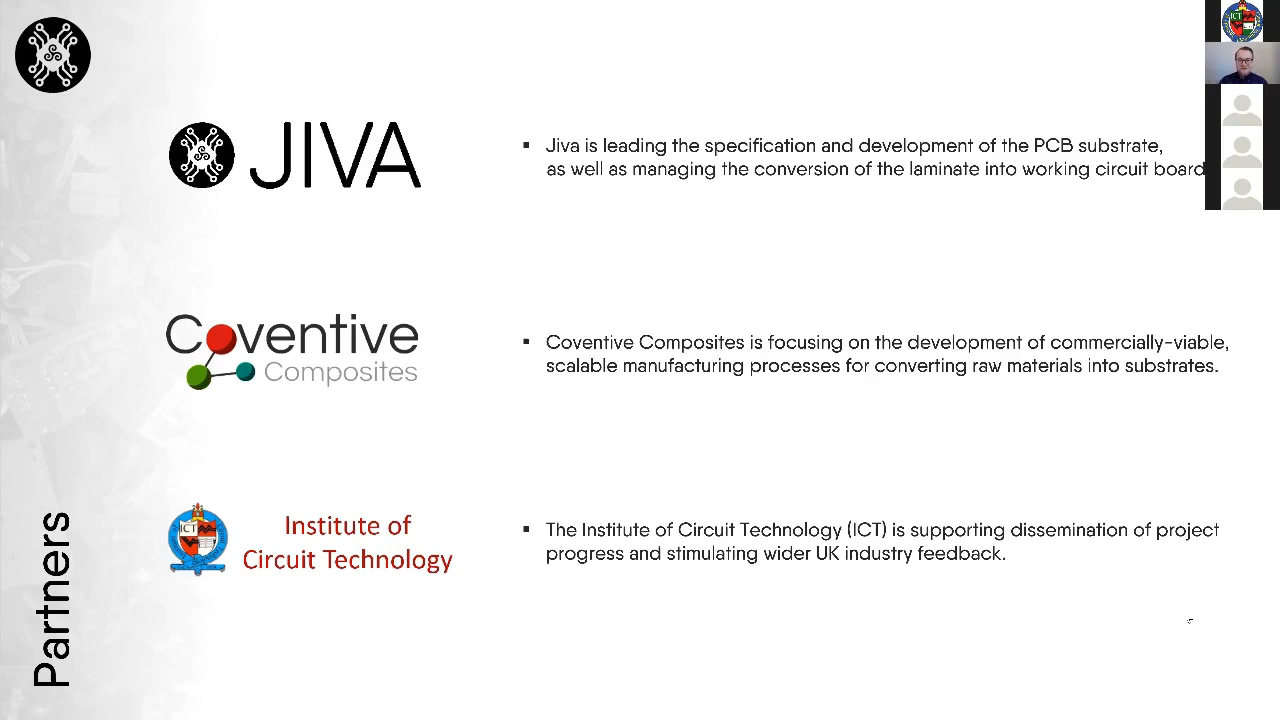 JIVA
Jiva is leading the specification and development of the PCB substrate,
as well as managing the conversion of the laminate into working circuit board
Coventive
Composites
Coventive Composites is focusing on the development of commercially-viable,
scalable manufacturing processes for converting raw materials into substrates.
ICT
Institute of
Circuit Technology
The Institute of Circuit Technology (ICT) is supporting dissemination of project
progress and stimulating wider UK industry feedback.
Partners
ICT